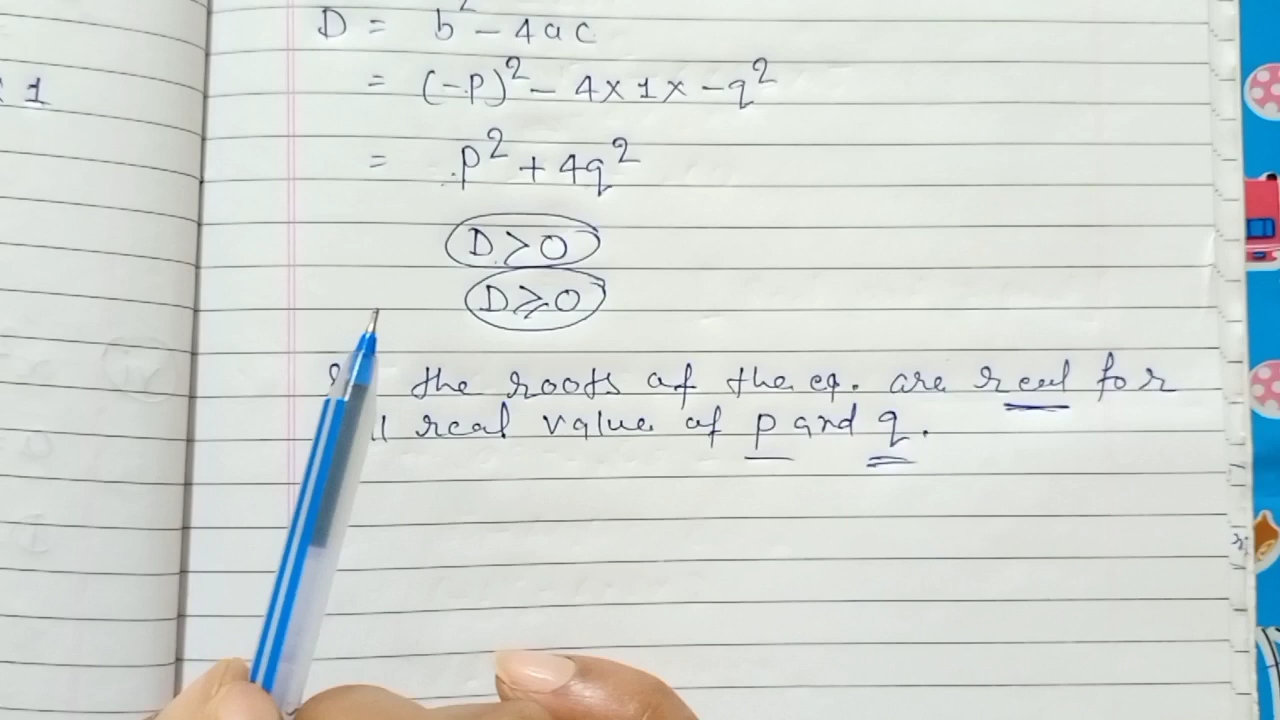 D = b² - 4ac
1
= (-p)² - 4×1× -q²
= p² + 4q²
D > 0
D ⩾ 0
the roots of the eq. are real for
real value of p and q.